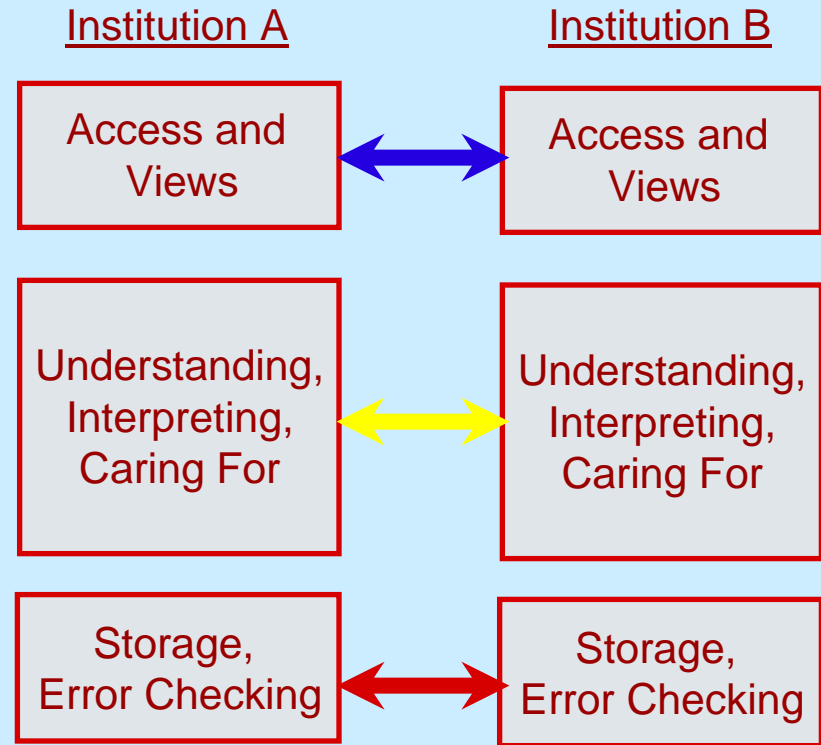 Institution A
Institution B
Access and
Views
Access and
Views
Understanding,
Interpreting,
Caring For
Understanding,
Interpreting,
Caring For
Storage,
Error Checking
Storage,
Error Checking